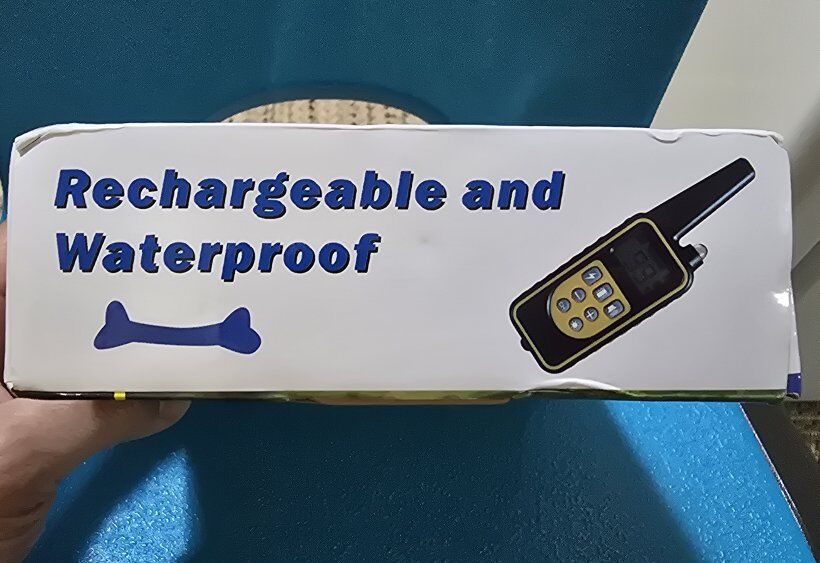 Rechargeable and
Waterproof